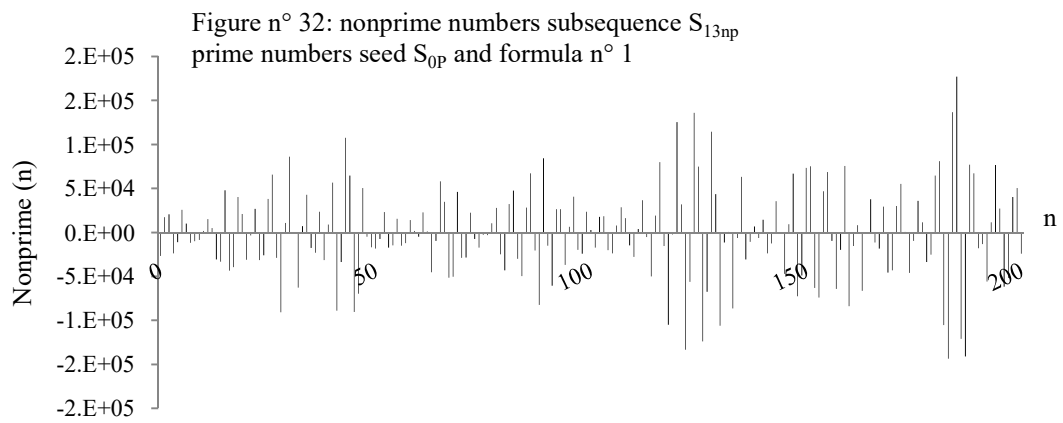 Figure n° 32: nonprime numbers subsequence S13np
prime numbers seed S0P and formula n° 1
2.E+05
2.E+05
1.E+05
5.E+04
0.E+00
-5.E+04
-1.E+05
-2.E+05
-2.E+05
Nonprime (n)
0
50
100
150
200
n